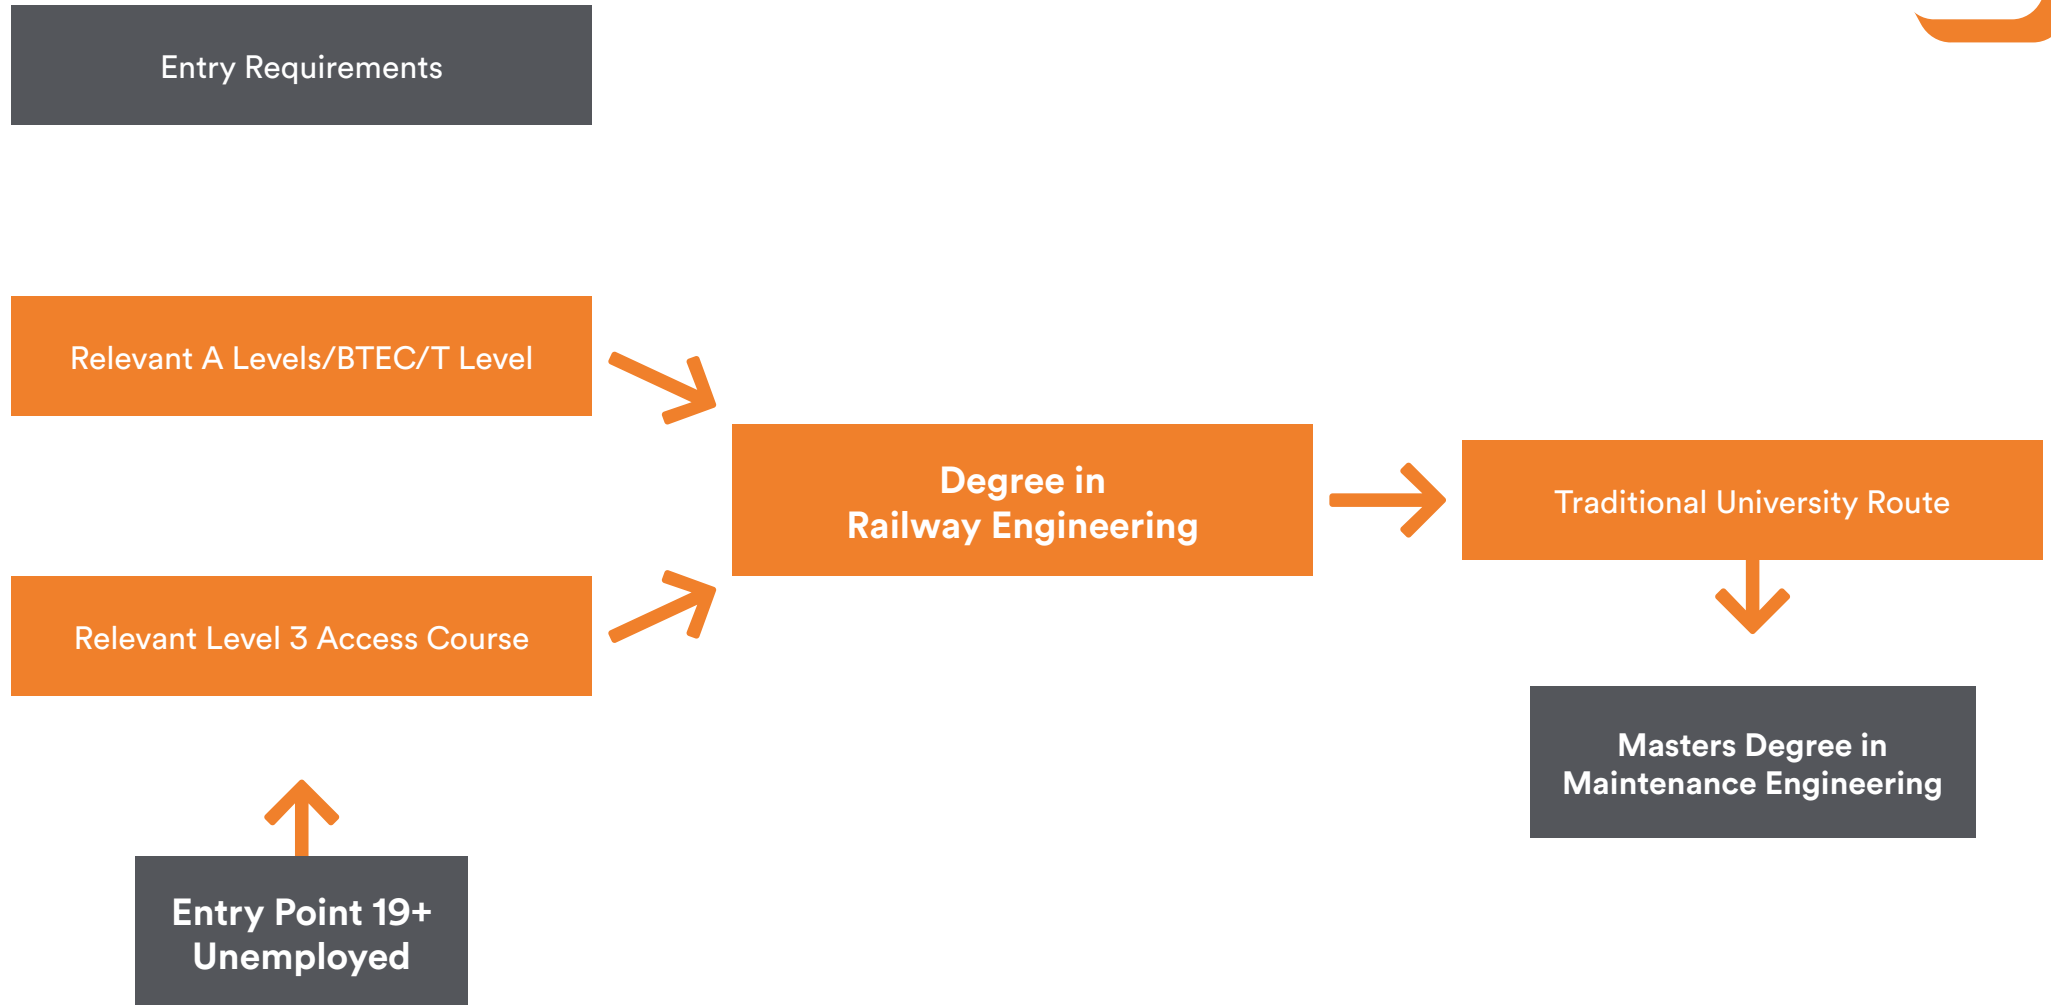 Entry Requirements
Relevant A Levels/BTEC/T Level
Relevant Level 3 Access Course
Entry Point 19+
Unemployed
Degree in
Railway Engineering
Traditional University Route
Masters Degree in
Maintenance Engineering